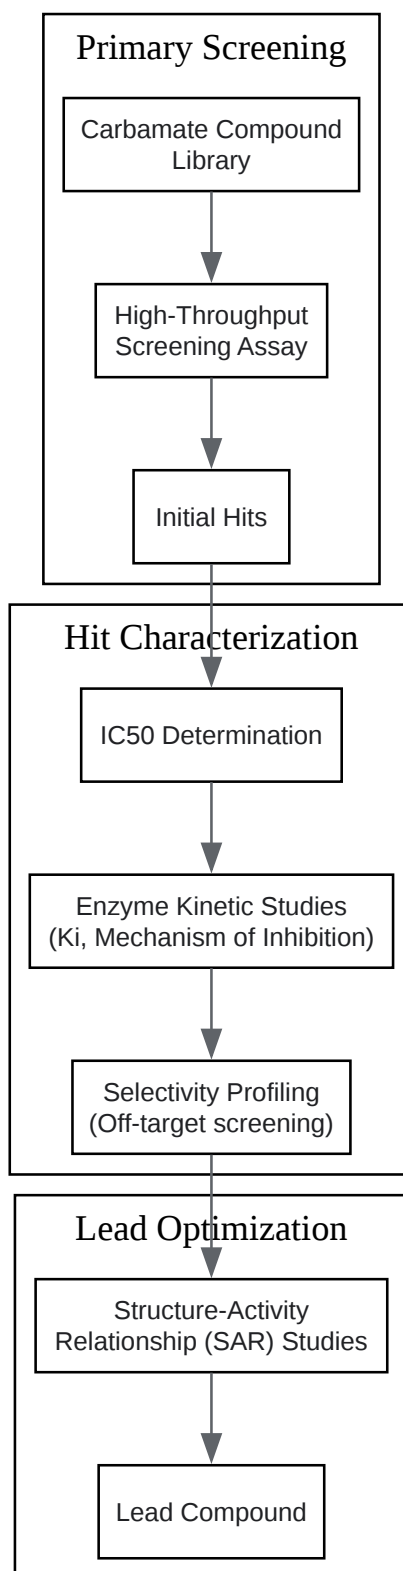 Primary Screening
Carbamate Compound
Library
High-Throughput
Screening Assay
Initial Hits
Hit Characterization
IC50 Determination
Enzyme Kinetic Studies
(Ki, Mechanism of Inhibition)
Selectivity Profiling
(Off-target screening)
Lead Optimization
Structure-Activity
Relationship (SAR) Studies
Lead Compound